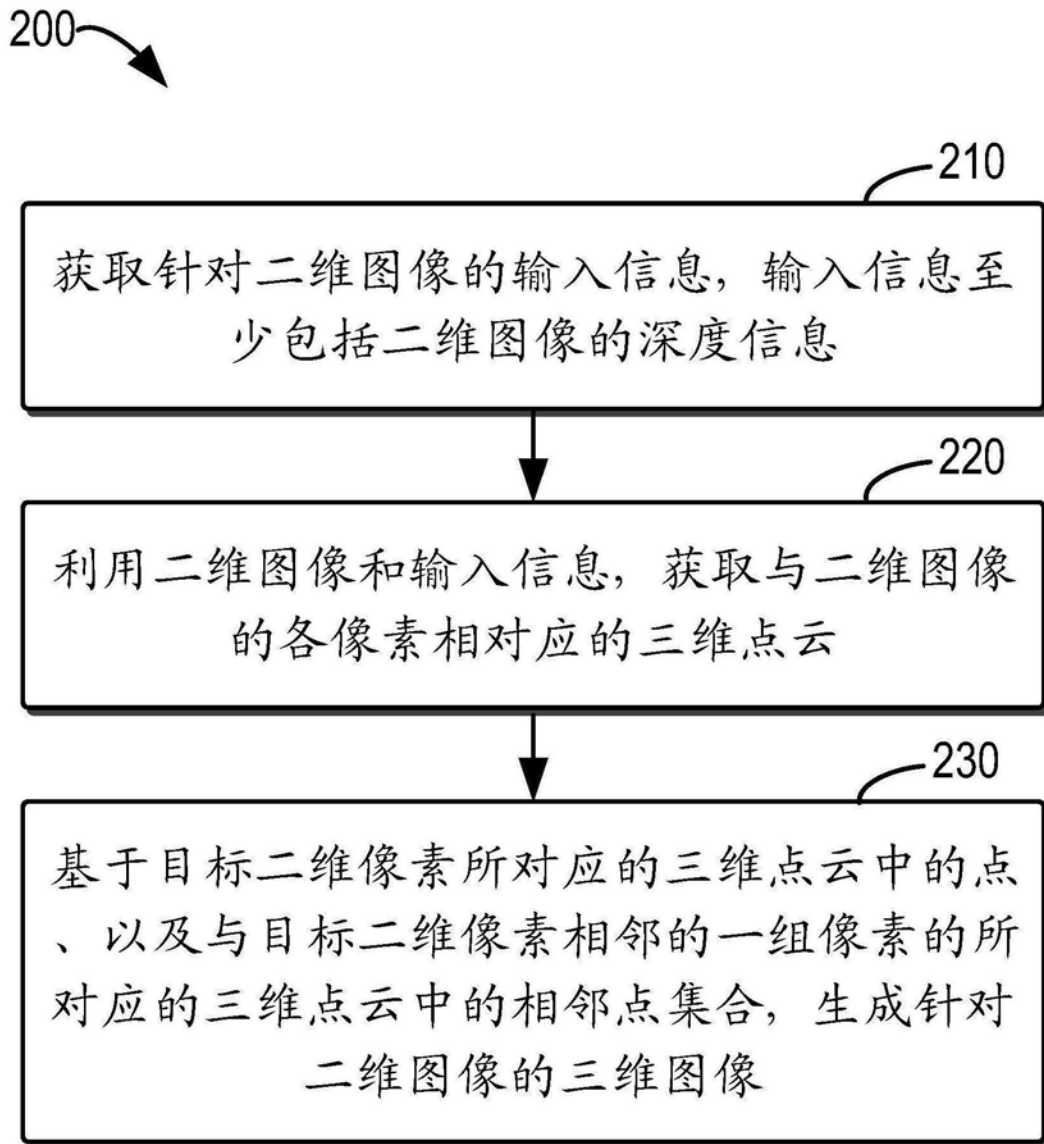 200
210
获取针对二维图像的输入信息，输入信息至
少包括二维图像的深度信息
220
利用二维图像和输入信息，获取与二维图像
的各像素相对应的三维点云
230
基于目标二维像素所对应的三维点云中的点
、以及与目标二维像素相邻的一组像素的所
对应的三维点云中的相邻点集合，生成针对
二维图像的三维图像